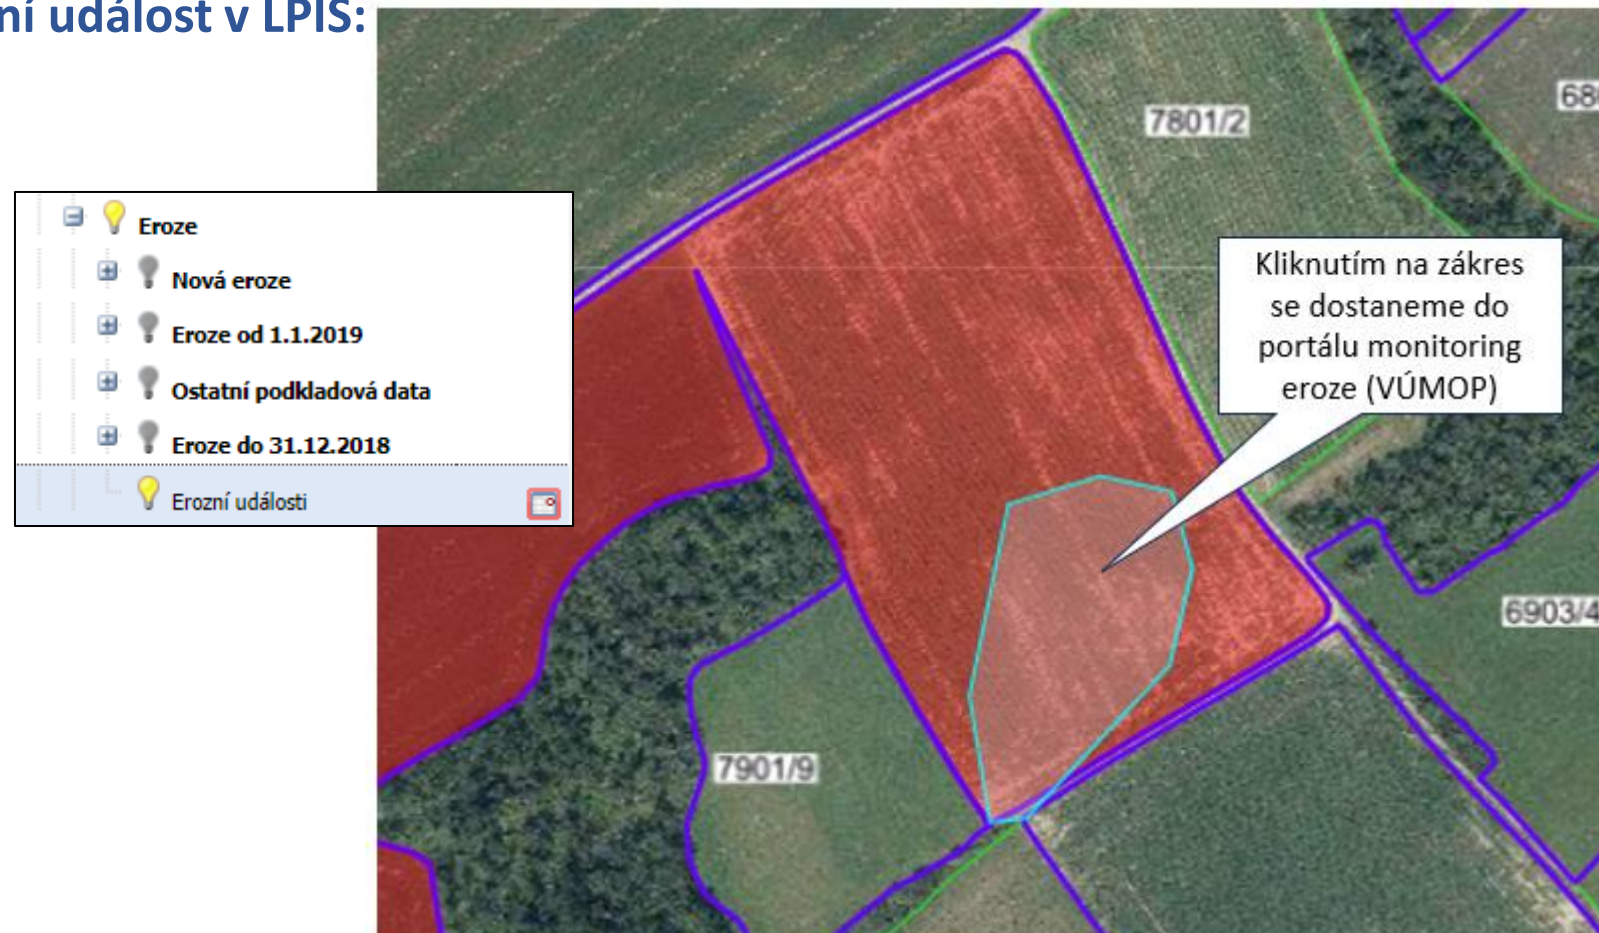 ní událost v LPIS:
7801/2
680
Eroze
Nová eroze
Eroze od 1.1.2019
Ostatní podkladová data
Eroze do 31.12.2018
Erozní události
Kliknutím na zákres
se dostaneme do
portálu monitoring
eroze (VÚMOP)
6903/4
7901/9